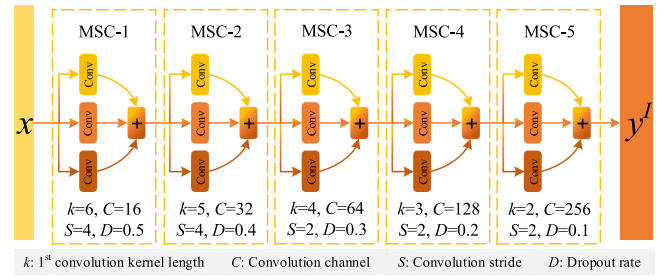 MSC-1 MSC-2 MSC-3 MSC-4 MSC-5
Conv Conv Conv Conv Conv
x Conv + Conv + Conv + Conv + Conv + y^I
Conv Conv Conv Conv Conv
k=6, C=16 k=5, C=32 k=4, C=64 k=3, C=128 k=2, C=256
S=4, D=0.5 S=4, D=0.4 S=2, D=0.3 S=2, D=0.2 S=2, D=0.1
k: 1st convolution kernel length C: Convolution channel S: Convolution stride D: Dropout rate